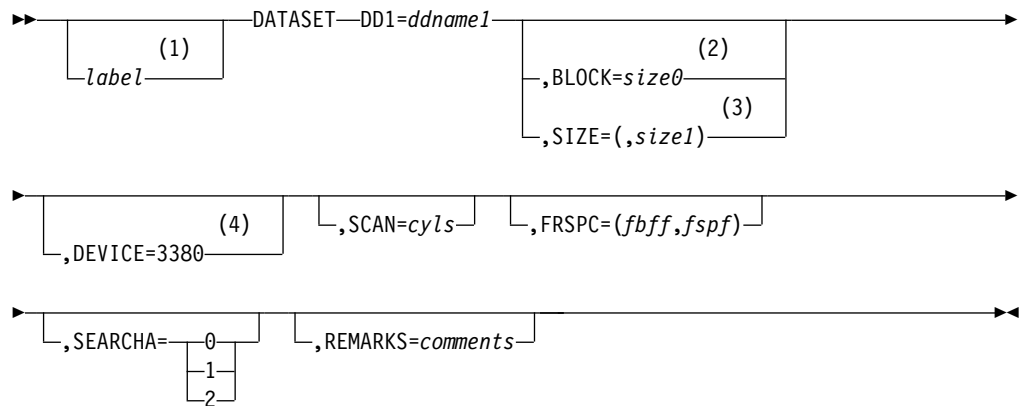 DATASET DD1=ddname1
(1) (2)
label ,BLOCK=size0
(3)
,SIZE=(,size1)
(4) ,SCAN=cyls ,FRSPC=(fbff,fspf)
,DEVICE=3380
,SEARCHA= 0 ,REMARKS=comments
1
2